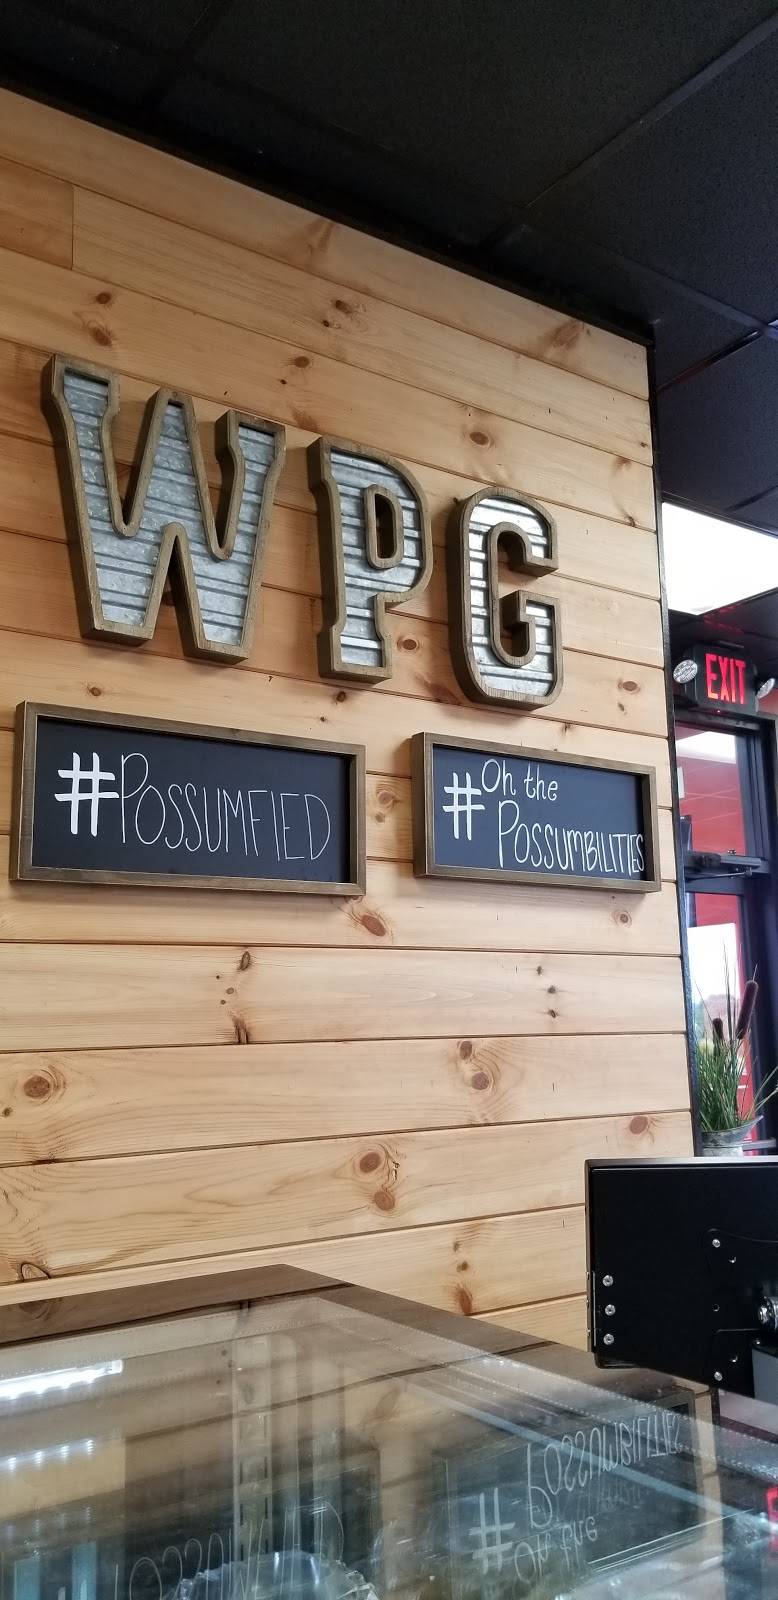 WPG
#POSSUMFIED
#Oh the
POSSUMBILITIES
EXIT